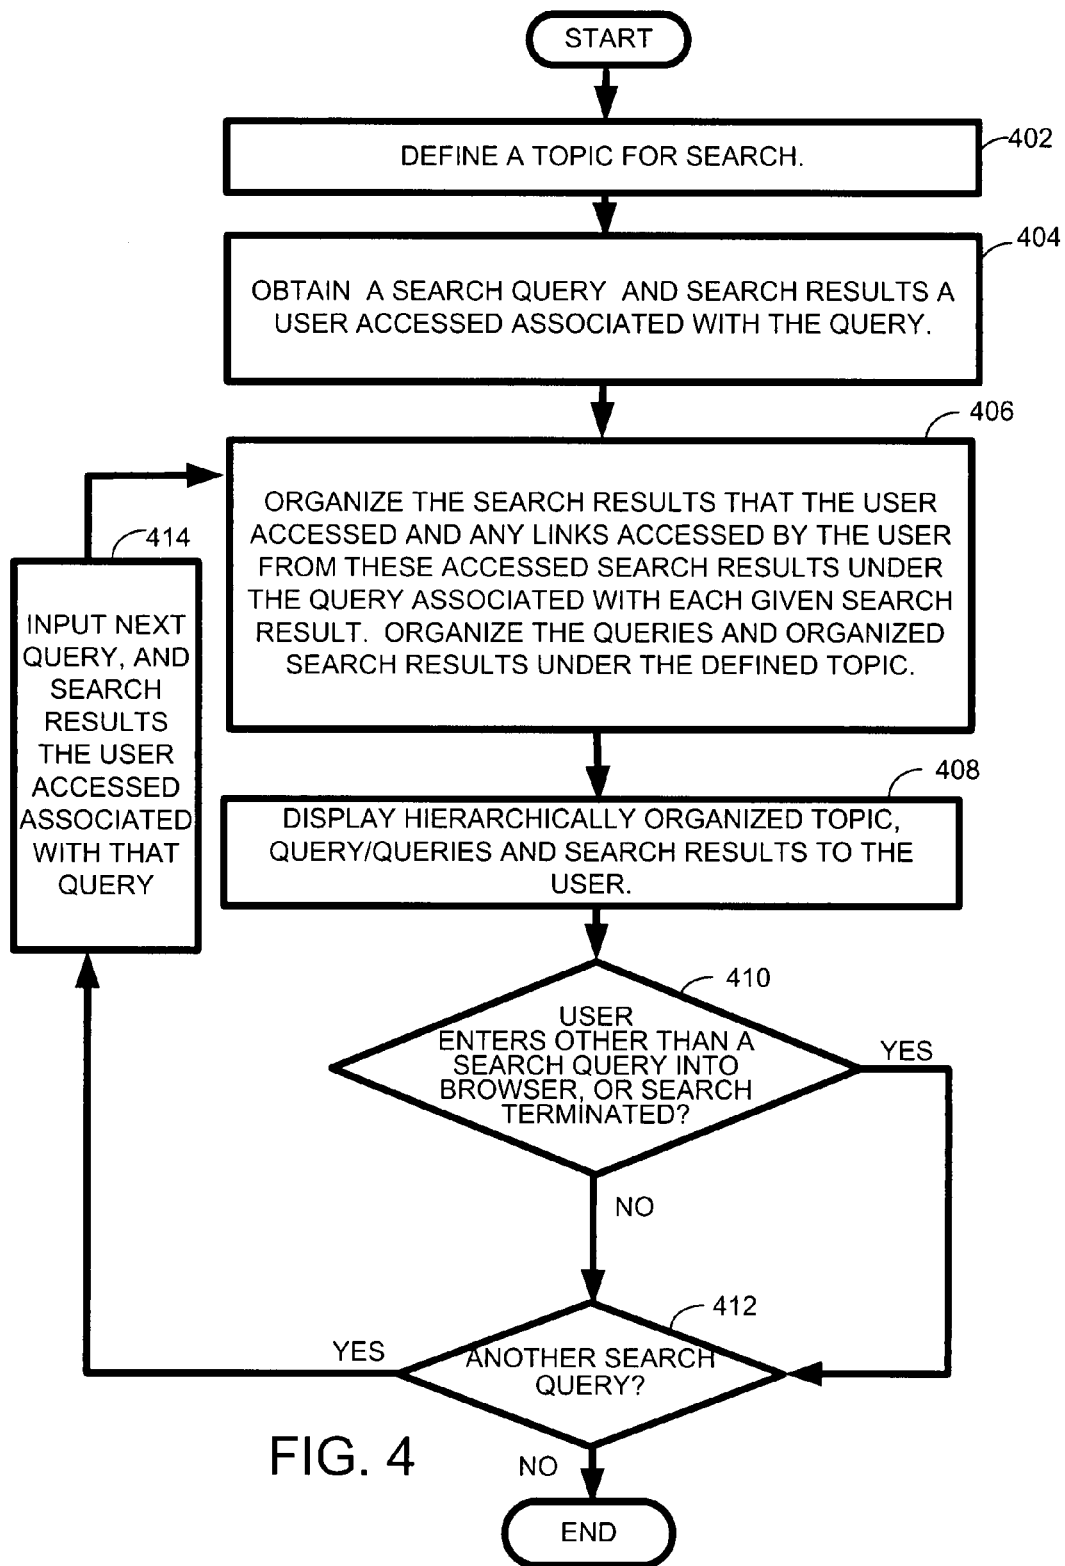 START
DEFINE A TOPIC FOR SEARCH.
402
404
OBTAIN A SEARCH QUERY AND SEARCH RESULTS A
USER ACCESSED ASSOCIATED WITH THE QUERY.
406
ORGANIZE THE SEARCH RESULTS THAT THE USER
ACCESSED AND ANY LINKS ACCESSED BY THE USER
FROM THESE ACCESSED SEARCH RESULTS UNDER
THE QUERY ASSOCIATED WITH EACH GIVEN SEARCH
RESULT. ORGANIZE THE QUERIES AND ORGANIZED
SEARCH RESULTS UNDER THE DEFINED TOPIC.
414
INPUT NEXT
QUERY, AND
SEARCH
RESULTS
THE USER
ACCESSED
ASSOCIATED
WITH THAT
QUERY
408
DISPLAY HIERARCHICALLY ORGANIZED TOPIC,
QUERY/QUERIES AND SEARCH RESULTS TO THE
USER.
410
USER
ENTERS OTHER THAN A
SEARCH QUERY INTO
BROWSER, OR SEARCH
TERMINATED?
YES
NO
412
YES
ANOTHER SEARCH
QUERY?
FIG. 4
NO
END